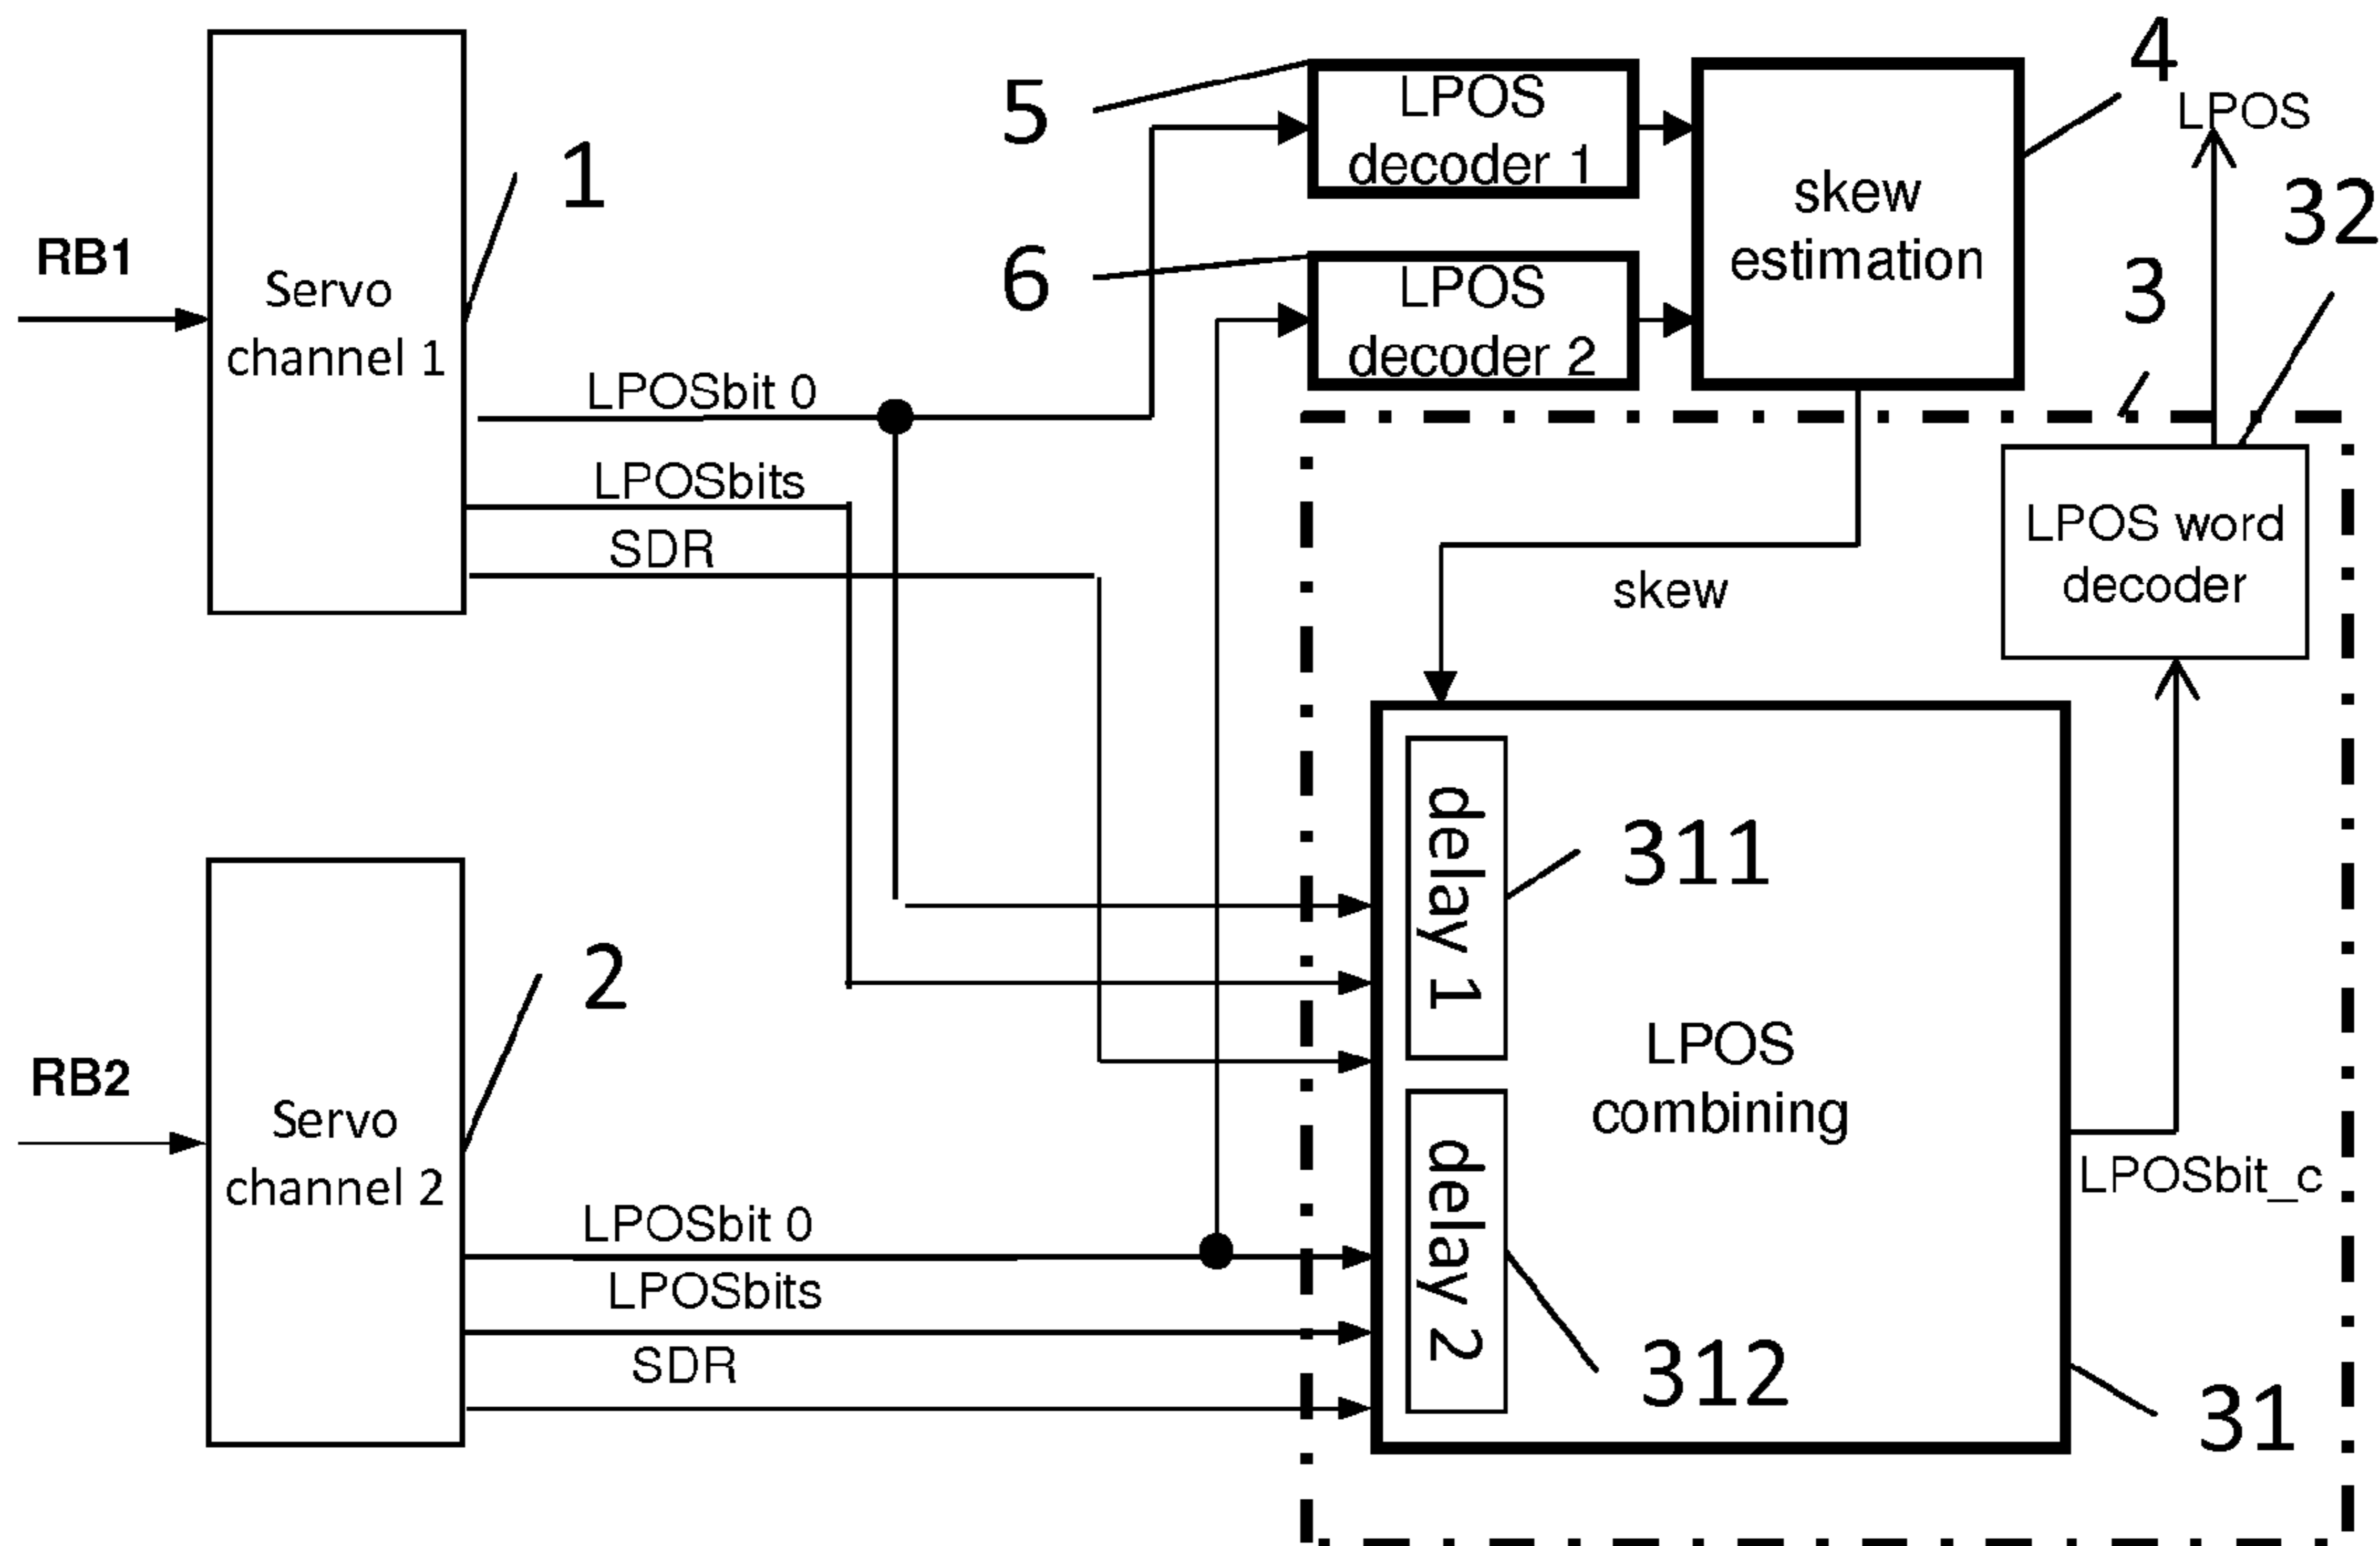 RB1
Servo
channel 1
1
LPOSbit 0
LPOSbits
SDR
5
LPOS
decoder 1
6
LPOS
decoder 2
skew
estimation
4
LPOS
32
3
LPOS word
decoder
skew
delay 1
311
LPOS
combining
delay 2
312
LPOSbit_c
31
RB2
Servo
channel 2
2
LPOSbit 0
LPOSbits
SDR